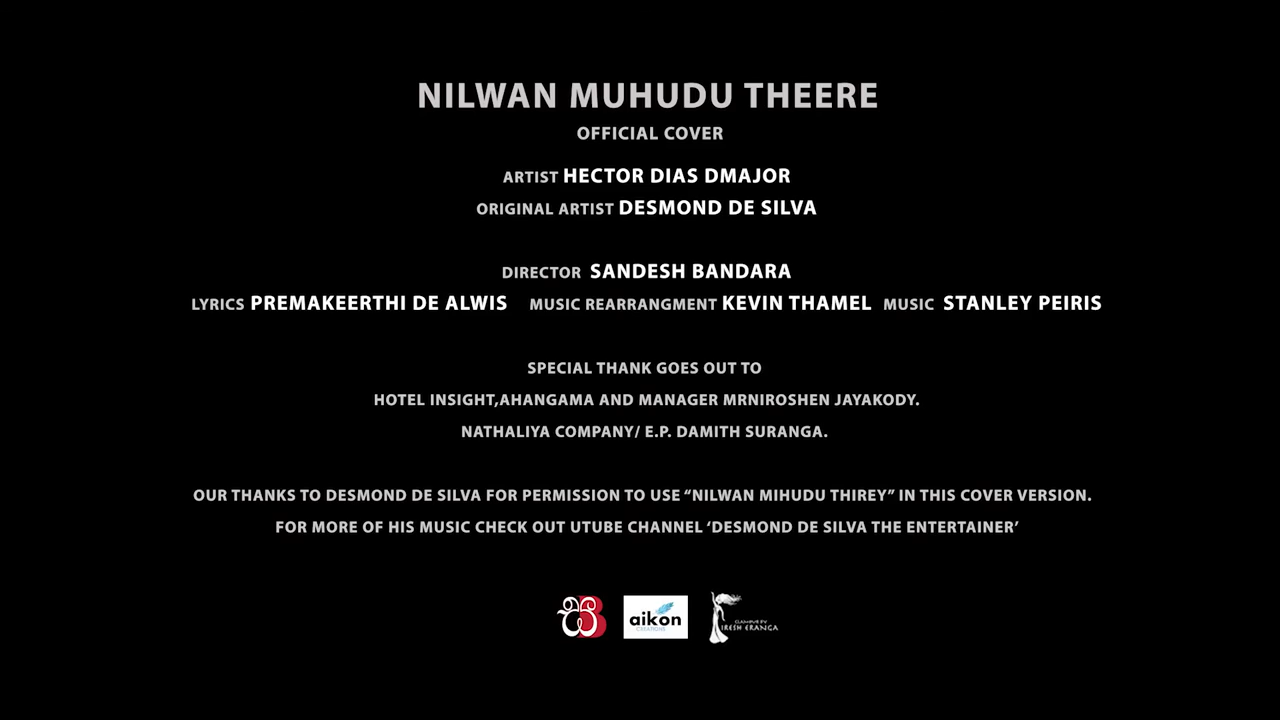 NILWAN MUHUDU THEERE
OFFICIAL COVER
ARTIST HECTOR DIAS DMAJOR
ORIGINAL ARTIST DESMOND DE SILVA
DIRECTOR SANDESH BANDARA
LYRICS PREMAKEERTHI DE ALWIS MUSIC REARRANGMENT KEVIN THAMEL MUSIC STANLEY PEIRIS
SPECIAL THANK GOES OUT TO
HOTEL INSIGHT,AHANGAMA AND MANAGER MRNIROSHEN JAYAKODY.
NATHALIYA COMPANY/ E.P. DAMITH SURANGA.
OUR THANKS TO DESMOND DE SILVA FOR PERMISSION TO USE “NILWAN MIHUDU THIREY” IN THIS COVER VERSION.
FOR MORE OF HIS MUSIC CHECK OUT UTUBE CHANNEL ‘DESMOND DE SILVA THE ENTERTAINER’
aikon
CREATIONS
IRESH ERANGA